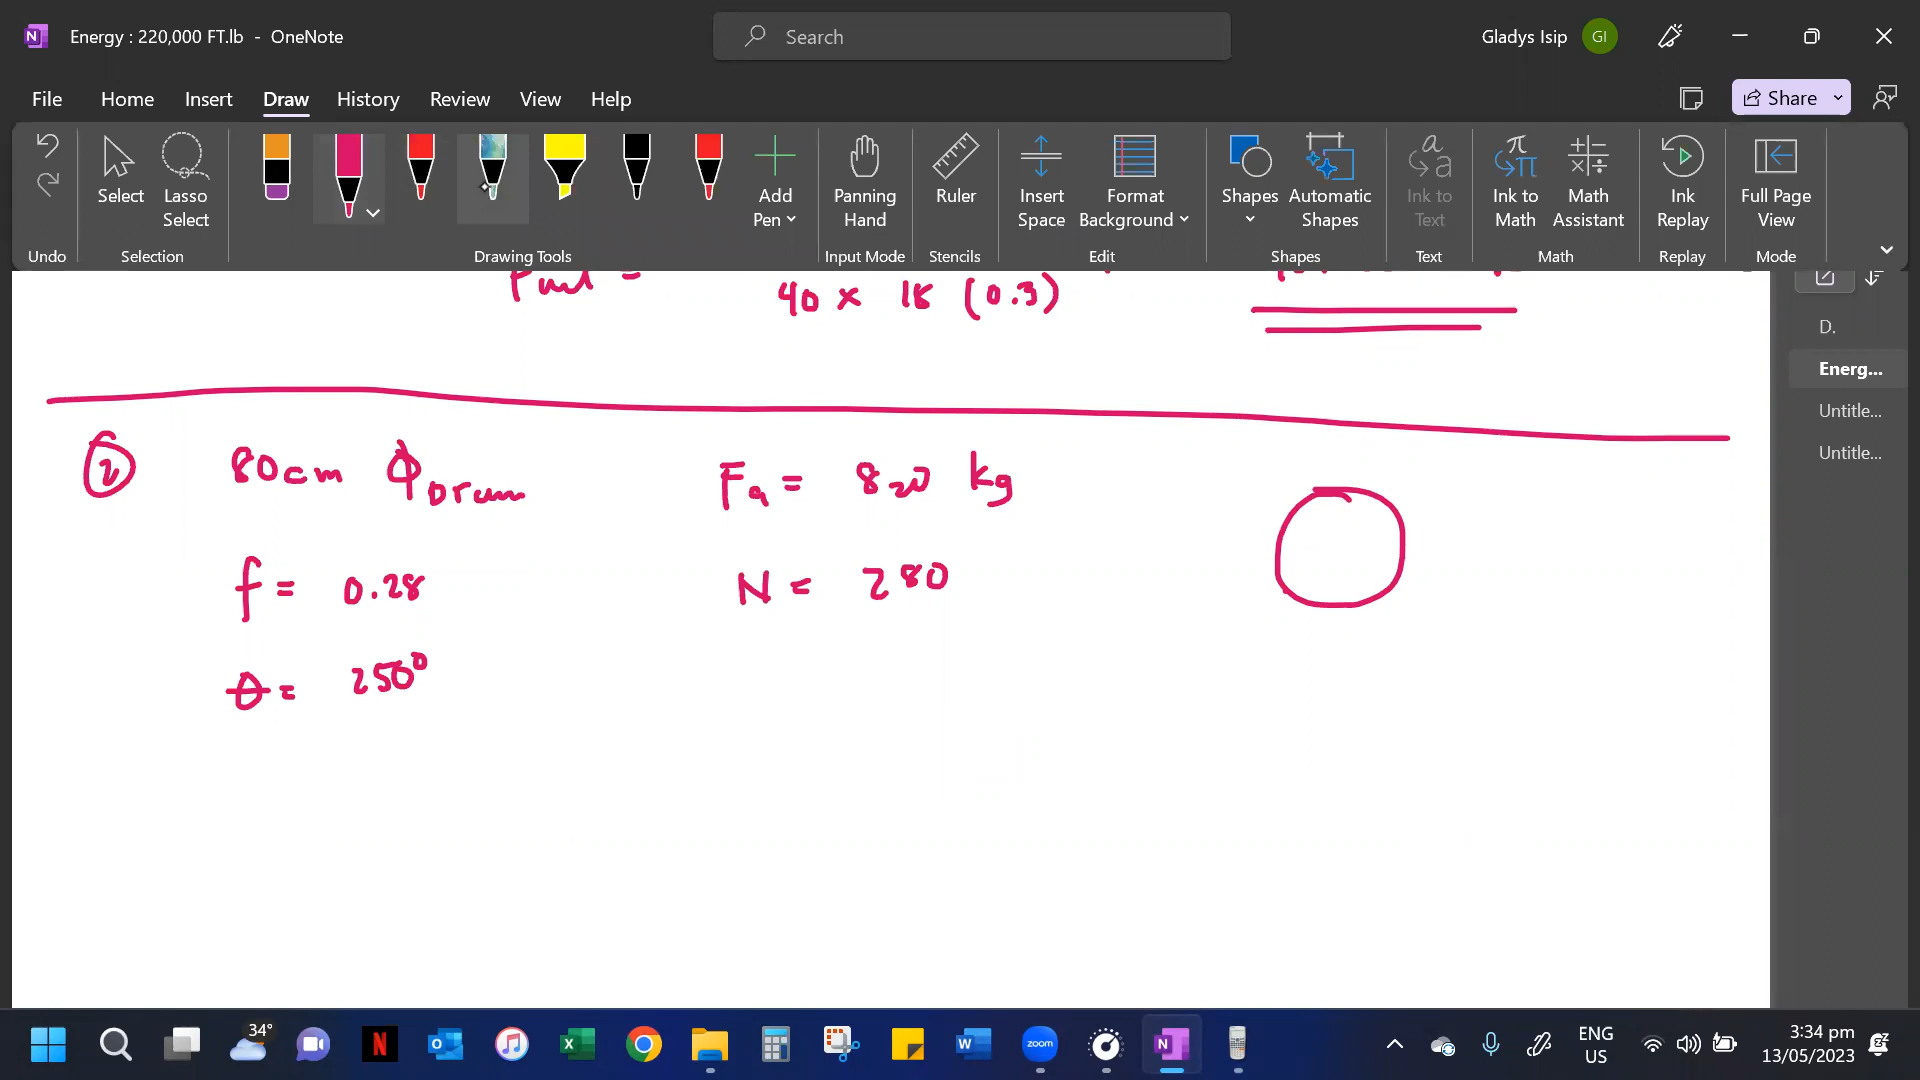 Energy : 220,000 FT.lb - OneNote
Search
Gladys Isip
GI
File Home Insert Draw History Review View Help
Share
Select
Lasso Select
Add Pen
Panning Hand
Ruler
Insert Space
Format Background
Shapes
Automatic Shapes
Ink to Text
Ink to Math
Math Assistant
Ink Replay
Full Page View
Undo Selection Drawing Tools Input Mode Stencils Edit Shapes Text Math Replay Mode
40 x 18 (0.3)
D.
Energ...
Untitle...
Untitle...
② 80cm ϕDrum Fa = 820 kg
f = 0.28 N = 280
θ = 250°
34°
zoom
ENG
US
3:34 pm
13/05/2023